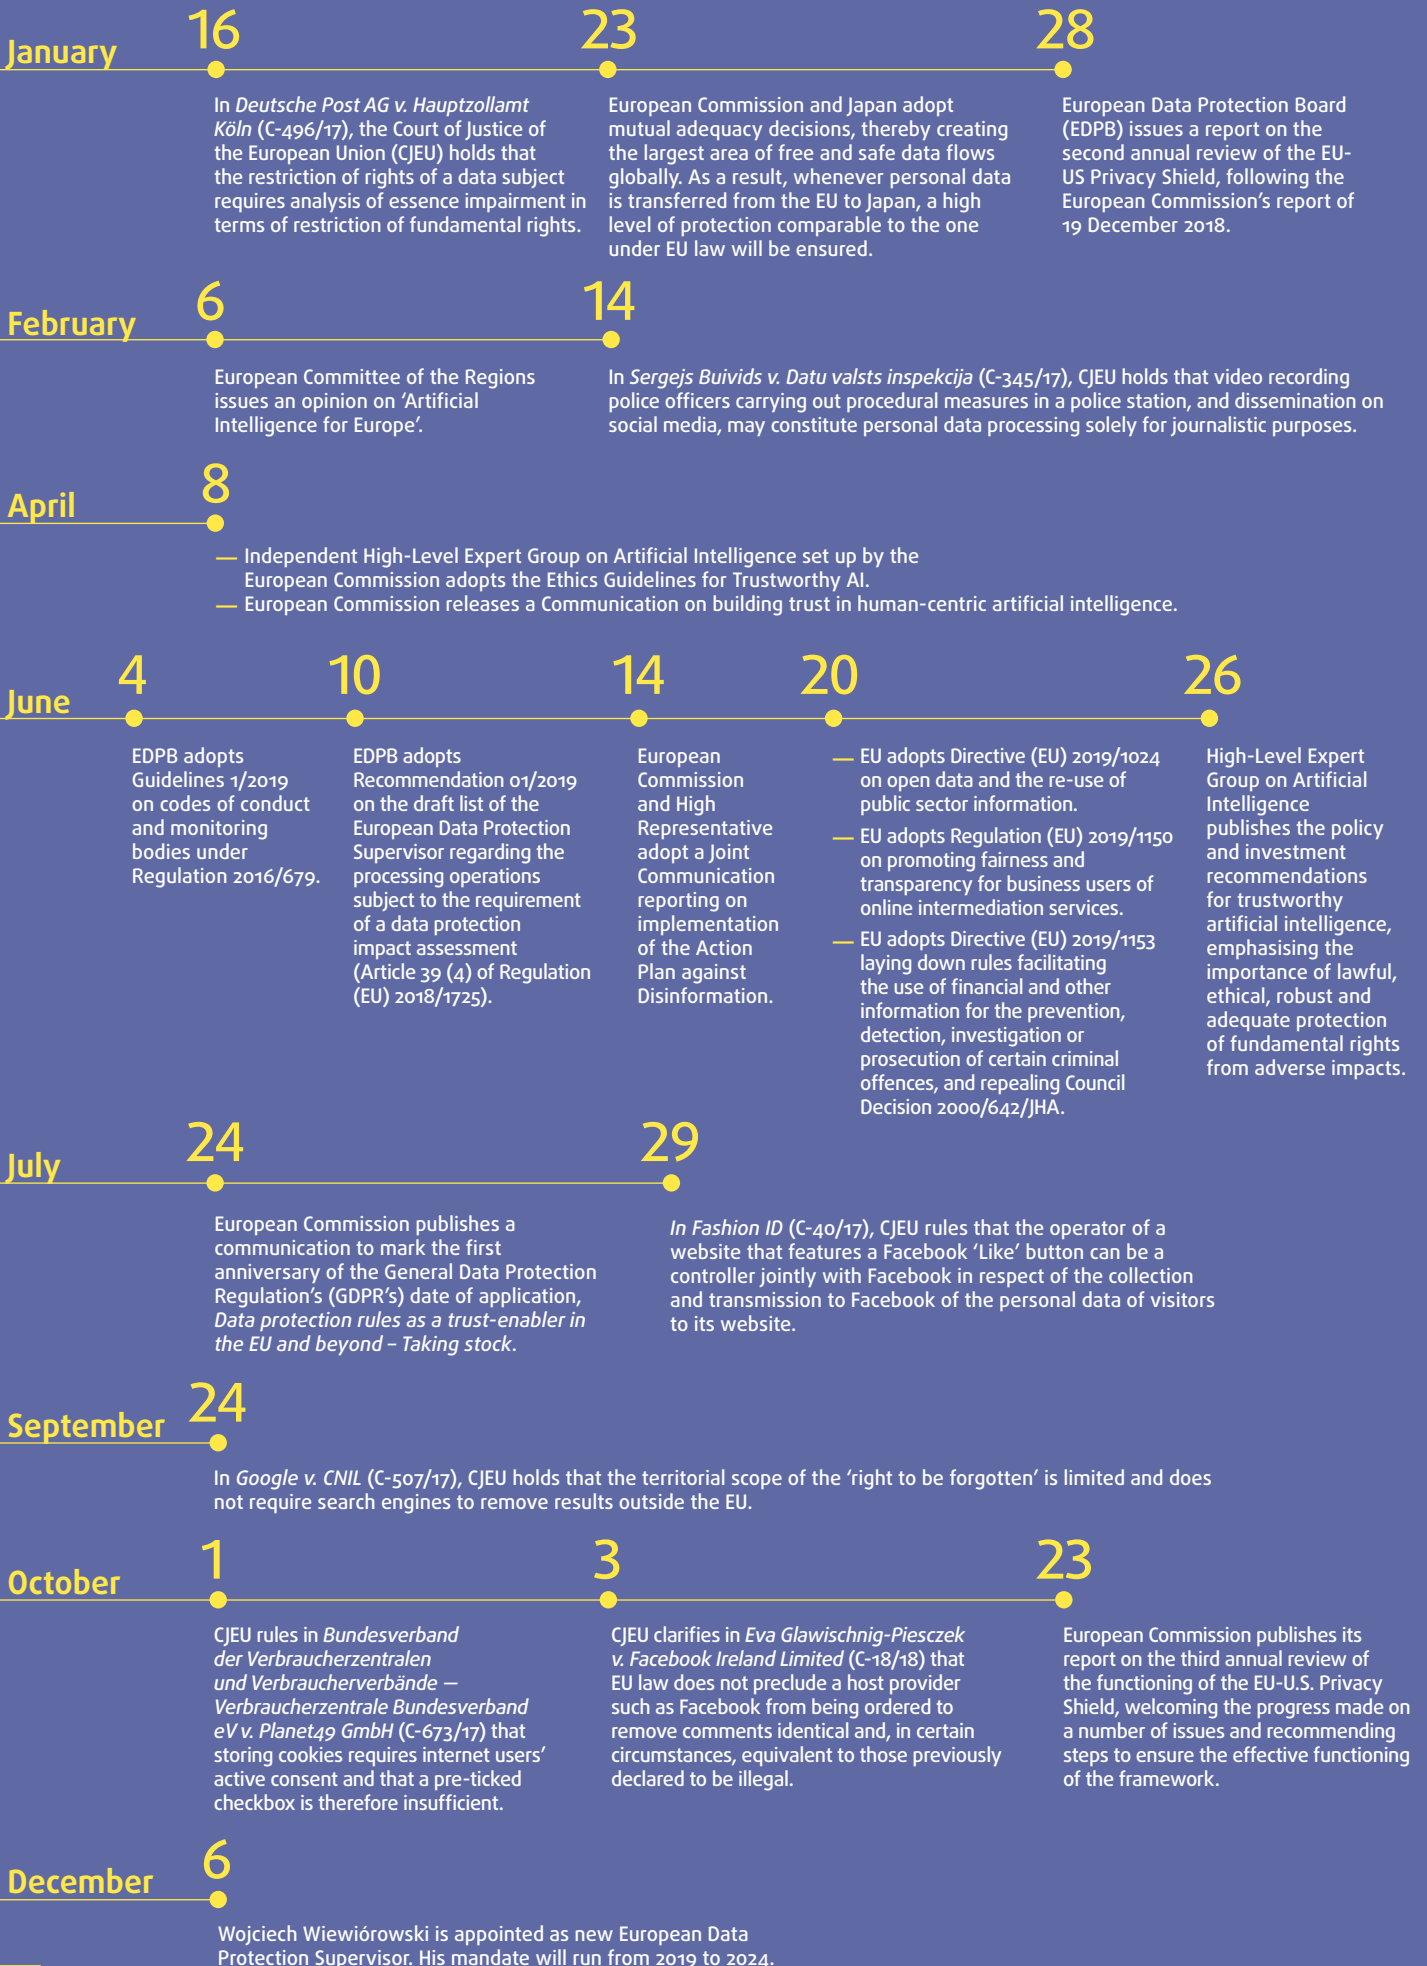 January
16
In Deutsche Post AG v. Hauptzollamt
Köln (C-496/17), the Court of Justice of
the European Union (CJEU) holds that
the restriction of rights of a data subject
requires analysis of essence impairment in
terms of restriction of fundamental rights.
23
European Commission and Japan adopt
mutual adequacy decisions, thereby creating
the largest area of free and safe data flows
globally. As a result, whenever personal data
is transferred from the EU to Japan, a high
level of protection comparable to the one
under EU law will be ensured.
28
European Data Protection Board
(EDPB) issues a report on the
second annual review of the EU-
US Privacy Shield, following the
European Commission’s report of
19 December 2018.
February
6
European Committee of the Regions
issues an opinion on ‘Artificial
Intelligence for Europe’.
14
In Sergejs Buivids v. Datu valsts inspekcija (C-345/17), CJEU holds that video recording
police officers carrying out procedural measures in a police station, and dissemination on
social media, may constitute personal data processing solely for journalistic purposes.
April
8
— Independent High-Level Expert Group on Artificial Intelligence set up by the
European Commission adopts the Ethics Guidelines for Trustworthy AI.
— European Commission releases a Communication on building trust in human-centric artificial intelligence.
June
4
EDPB adopts
Guidelines 1/2019
on codes of conduct
and monitoring
bodies under
Regulation 2016/679.
10
EDPB adopts
Recommendation 01/2019
on the draft list of the
European Data Protection
Supervisor regarding the
processing operations
subject to the requirement
of a data protection
impact assessment
(Article 39 (4) of Regulation
(EU) 2018/1725).
14
European
Commission
and High
Representative
adopt a Joint
Communication
reporting on
implementation
of the Action
Plan against
Disinformation.
20
— EU adopts Directive (EU) 2019/1024
on open data and the re-use of
public sector information.
— EU adopts Regulation (EU) 2019/1150
on promoting fairness and
transparency for business users of
online intermediation services.
— EU adopts Directive (EU) 2019/1153
laying down rules facilitating
the use of financial and other
information for the prevention,
detection, investigation or
prosecution of certain criminal
offences, and repealing Council
Decision 2000/642/JHA.
26
High-Level Expert
Group on Artificial
Intelligence
publishes the policy
and investment
recommendations
for trustworthy
artificial intelligence,
emphasising the
importance of lawful,
ethical, robust and
adequate protection
of fundamental rights
from adverse impacts.
July
24
European Commission publishes a
communication to mark the first
anniversary of the General Data Protection
Regulation’s (GDPR’s) date of application,
Data protection rules as a trust-enabler in
the EU and beyond – Taking stock.
29
In Fashion ID (C-40/17), CJEU rules that the operator of a
website that features a Facebook ‘Like’ button can be a
controller jointly with Facebook in respect of the collection
and transmission to Facebook of the personal data of visitors
to its website.
September
24
In Google v. CNIL (C-507/17), CJEU holds that the territorial scope of the ‘right to be forgotten’ is limited and does
not require search engines to remove results outside the EU.
October
1
CJEU rules in Bundesverband
der Verbraucherzentralen
und Verbraucherverbände —
Verbraucherzentrale Bundesverband
eV v. Planet49 GmbH (C-673/17) that
storing cookies requires internet users’
active consent and that a pre-ticked
checkbox is therefore insufficient.
3
CJEU clarifies in Eva Glawischnig-Piesczek
v. Facebook Ireland Limited (C-18/18) that
EU law does not preclude a host provider
such as Facebook from being ordered to
remove comments identical and, in certain
circumstances, equivalent to those previously
declared to be illegal.
23
European Commission publishes its
report on the third annual review of
the functioning of the EU-U.S. Privacy
Shield, welcoming the progress made on
a number of issues and recommending
steps to ensure the effective functioning
of the framework.
December
6
Wojciech Wiewiórowski is appointed as new European Data
Protection Supervisor. His mandate will run from 2019 to 2024.